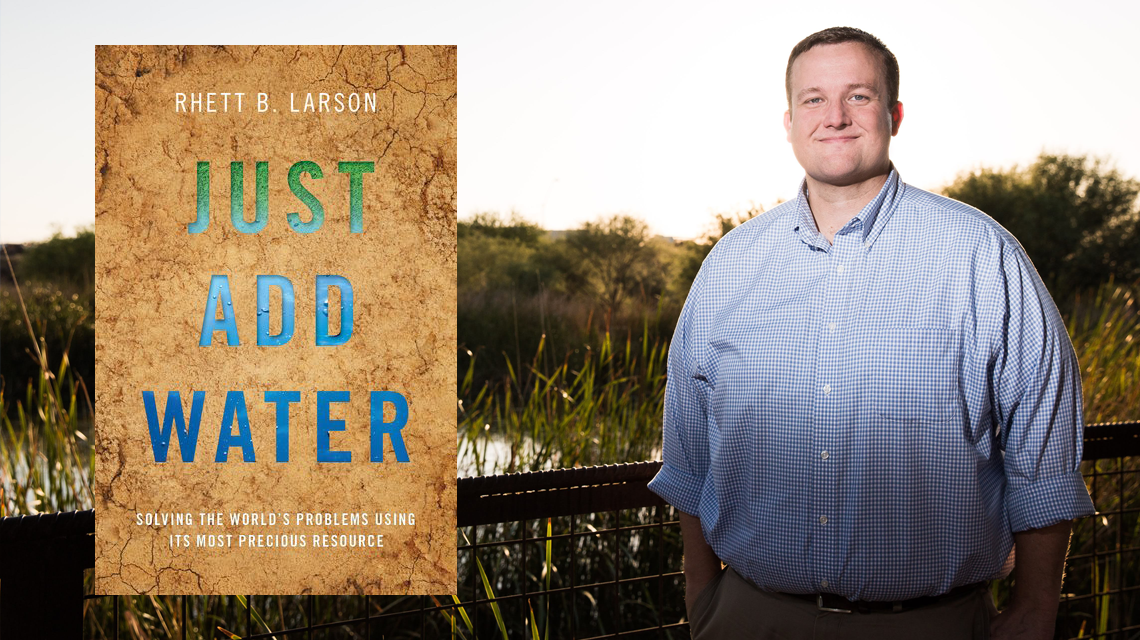 RHETT B. LARSON
JUST
ADD
WATER
SOLVING THE WORLD'S PROBLEMS USING
ITS MOST PRECIOUS RESOURCE